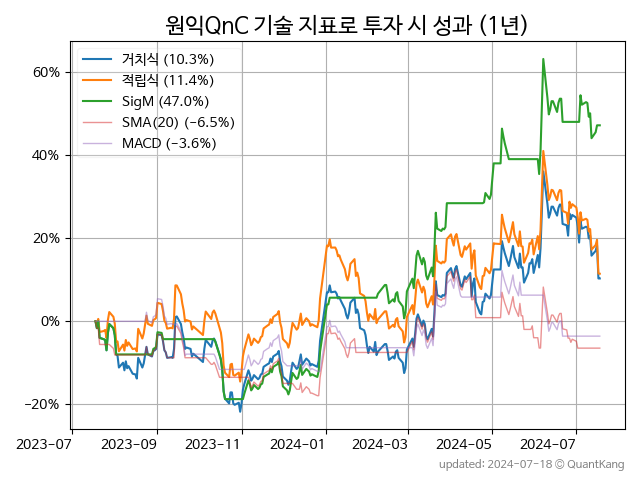 원익QnC 기술 지표로 투자 시 성과 (1년)
거치식 (10.3%)
적립식 (11.4%)
SigM (47.0%)
SMA(20) (−6.5%)
MACD (−3.6%)
60%
40%
20%
0%
−20%
2023-07 2023-09 2023-11 2024-01 2024-03 2024-05 2024-07
updated: 2024-07-18 © QuantKang